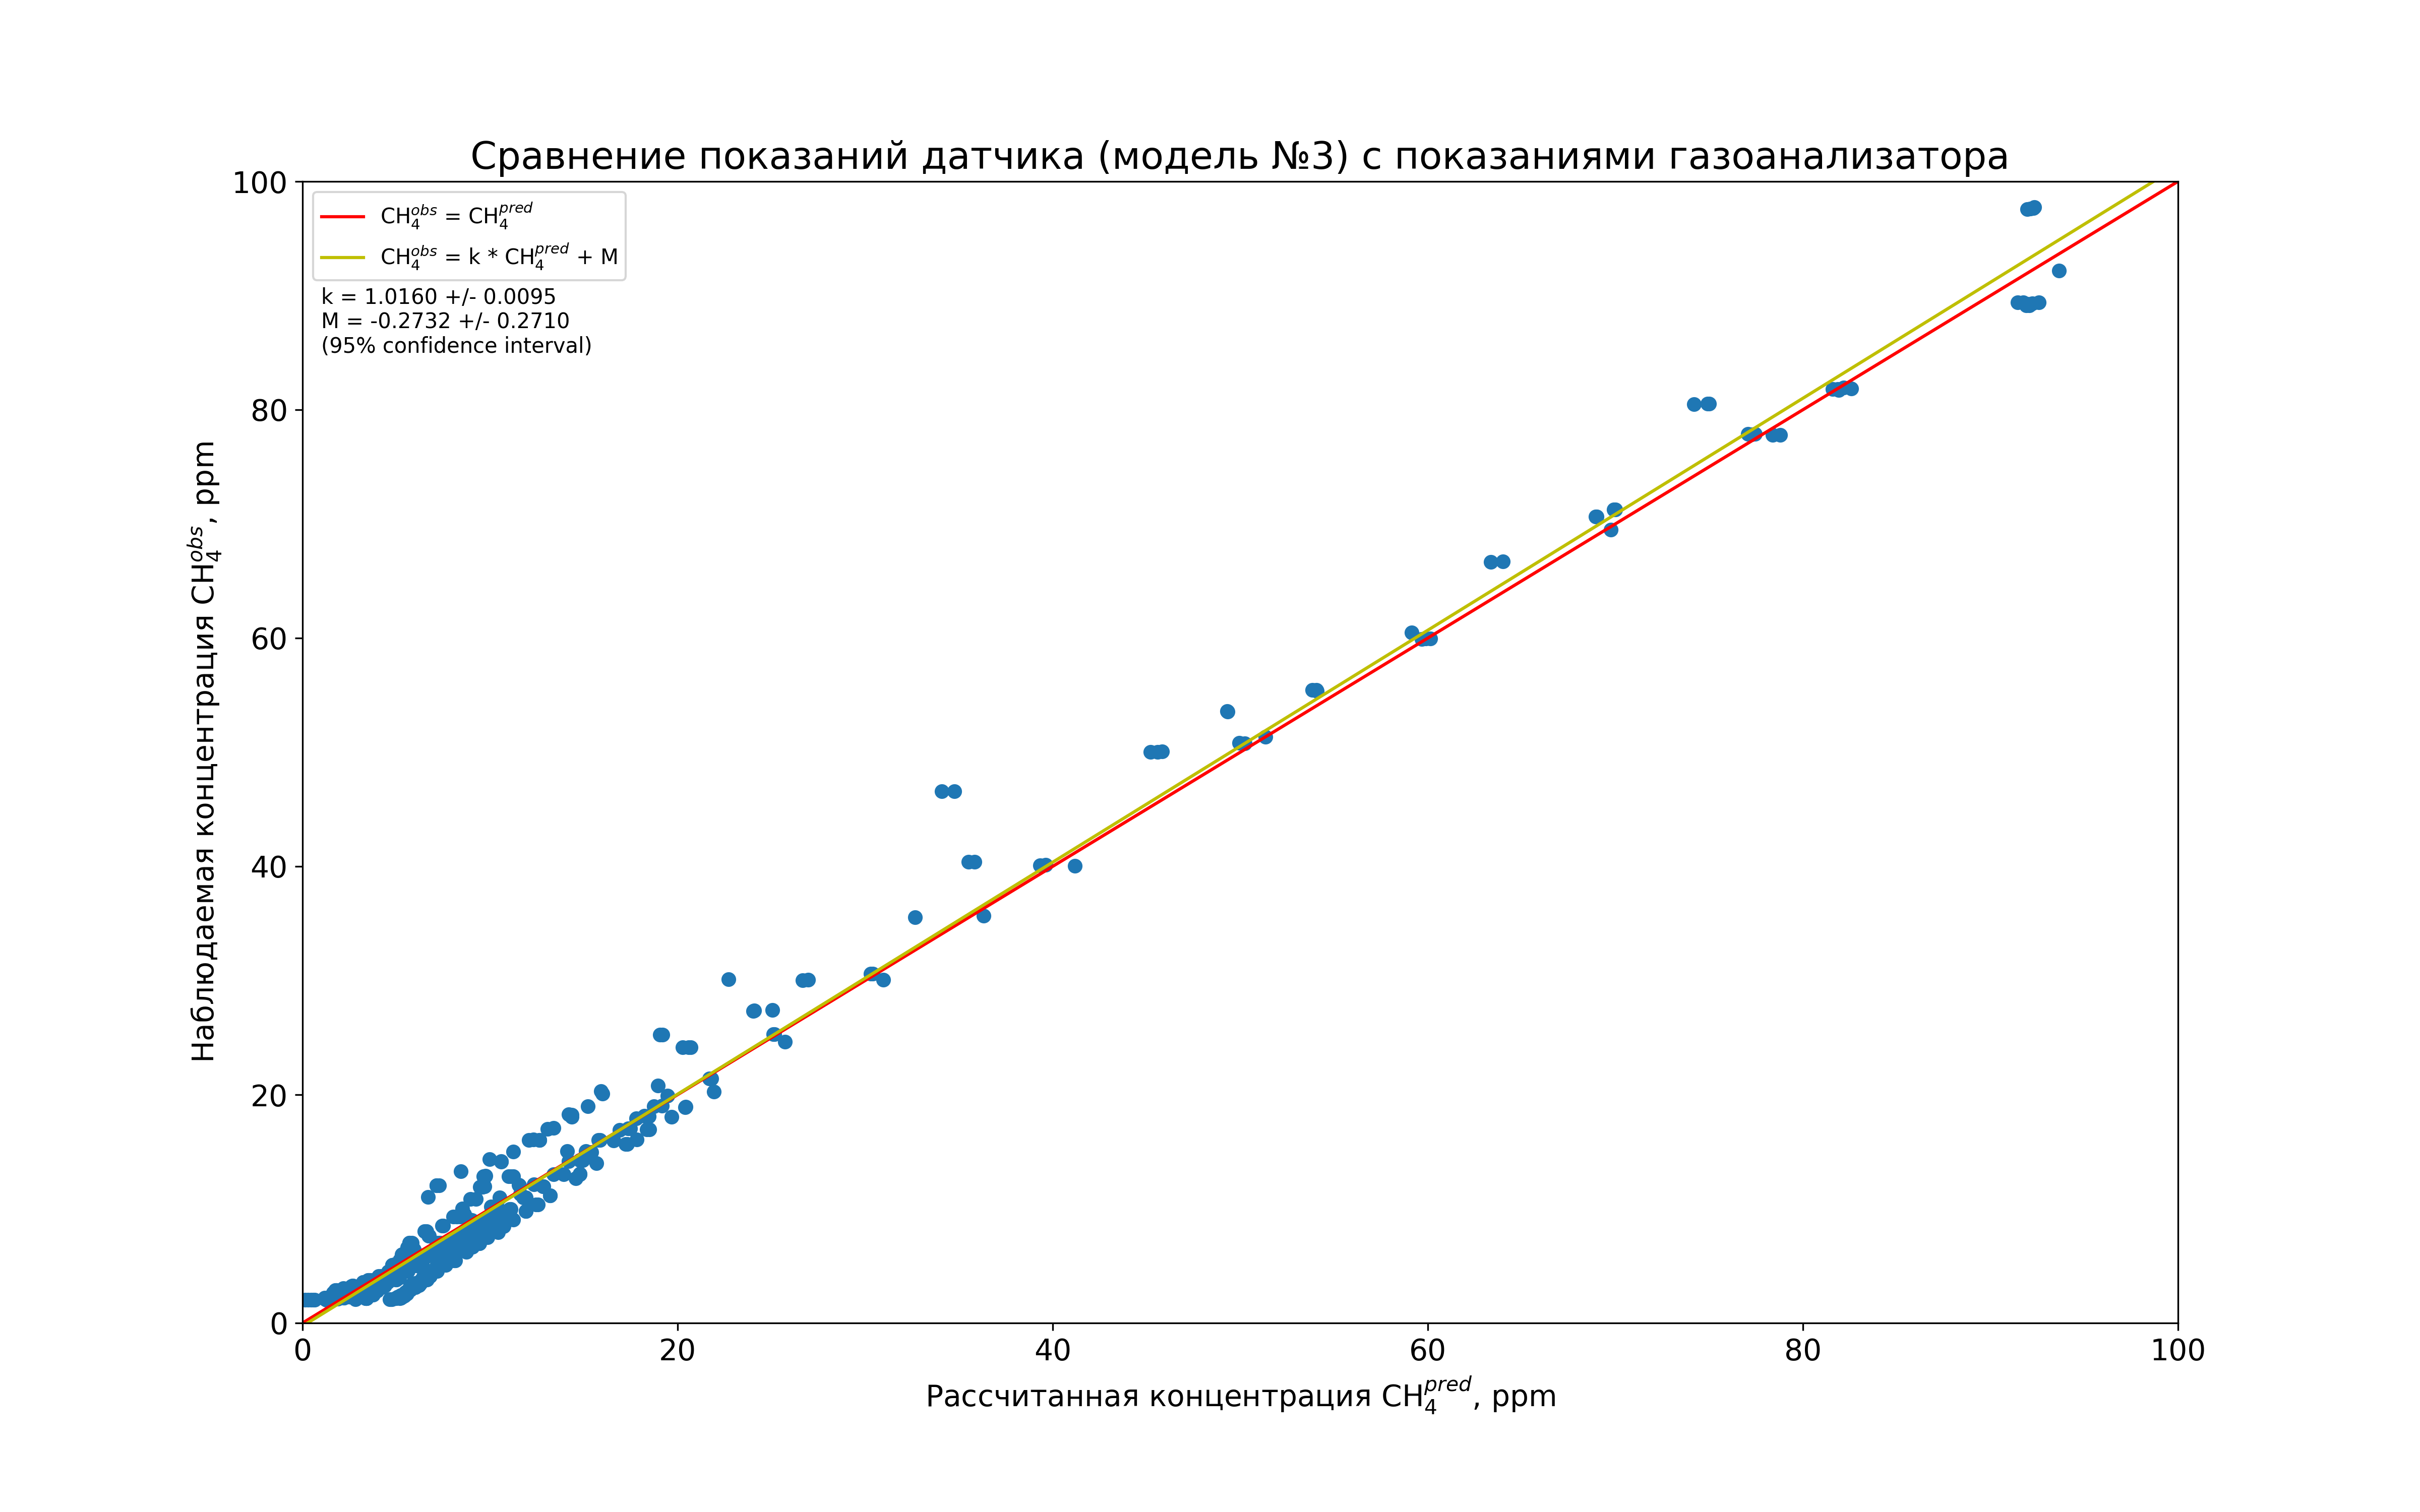 Сравнение показаний датчика (модель №3) с показаниями газоанализатора
CH₄ᵒᵇˢ = CH₄ᵖʳᵉᵈ
CH₄ᵒᵇˢ = k * CH₄ᵖʳᵉᵈ + M
k = 1.0160 +/- 0.0095
M = -0.2732 +/- 0.2710
(95% confidence interval)
Наблюдаемая концентрация CH₄ᵒᵇˢ, ppm
100
80
60
40
20
0
0 20 40 60 80 100
Рассчитанная концентрация CH₄ᵖʳᵉᵈ, ppm